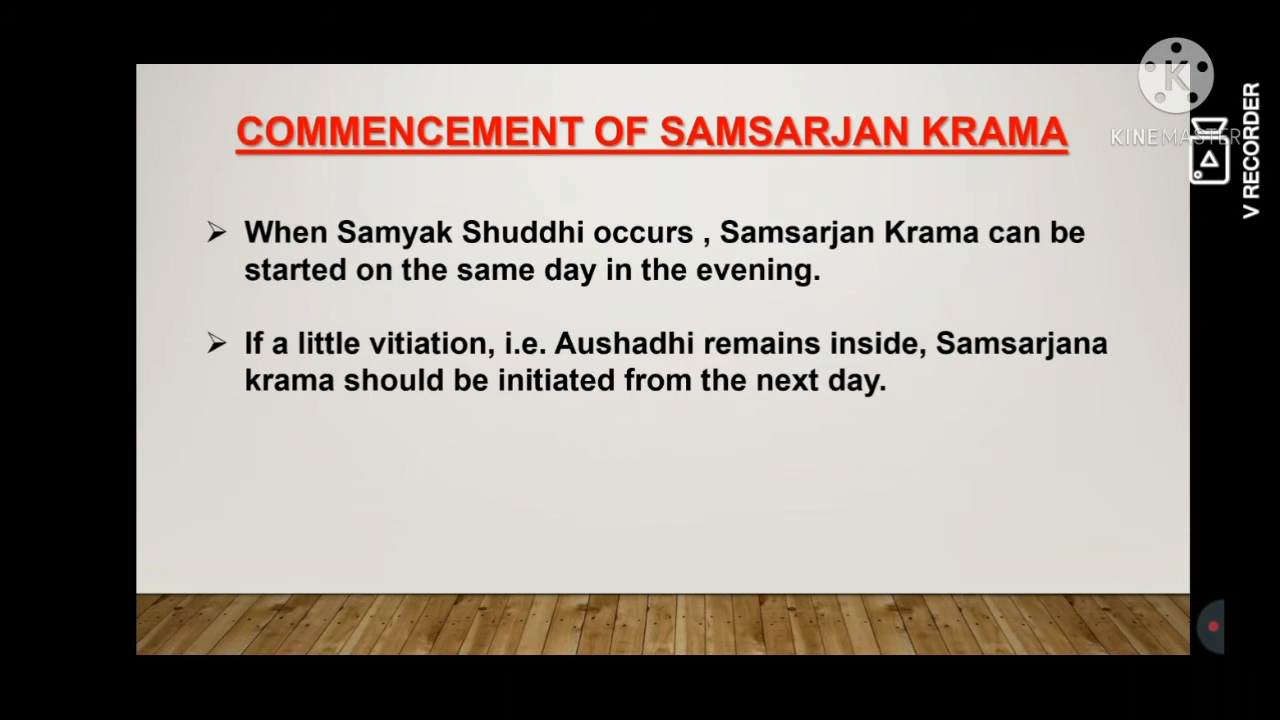 COMMENCEMENT OF SAMSARJAN KRAMA
When Samyak Shuddhi occurs , Samsarjan Krama can be
started on the same day in the evening.
If a little vitiation, i.e. Aushadhi remains inside, Samsarjana
krama should be initiated from the next day.
K
KINEMASTER
V RECORDER